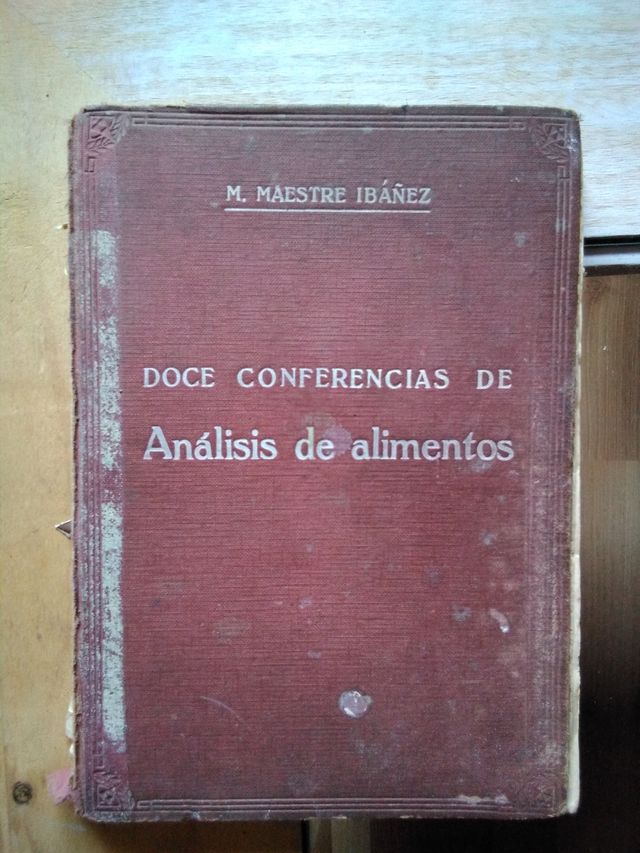 M. MAESTRE IBÁÑEZ
DOCE CONFERENCIAS DE
Análisis de alimentos